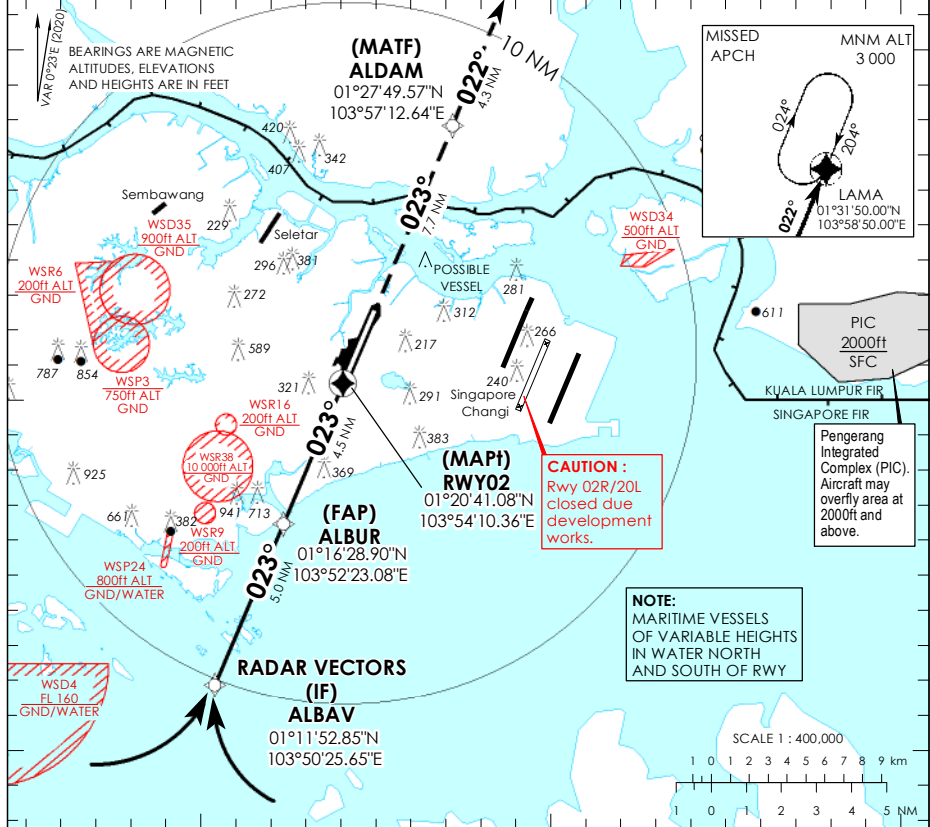 VAR 0°23'E (2020)
BEARINGS ARE MAGNETIC
ALTITUDES, ELEVATIONS
AND HEIGHTS ARE IN FEET
(MATF)
ALDAM
01°27'49.57"N
103°57'12.64"E
022°
4.3 NM
10 NM
MISSED
APCH
MNM ALT
3 000
024°
204°
022°
LAMA
01°31'50.00"N
103°58'50.00"E
420
407
342
Sembawang
229
Seletar
023°
7.7 NM
WSD35
900ft ALT
GND
WSR6
200ft ALT
GND
WSD34
500ft ALT
GND
296
381
POSSIBLE
VESSEL
281
272
312
611
PIC
2000ft
SFC
589
217
266
787
854
WSP3
750ft ALT
GND
321
291
240
Singapore
Changi
KUALA LUMPUR FIR
SINGAPORE FIR
WSR16
200ft ALT
GND
023°
4.5 NM
383
WSR38
10 000ft ALT
GND
925
369
(MAPt)
RWY02
01°20'41.08"N
103°54'10.36"E
CAUTION :
Rwy 02R/20L
closed due
development
works.
Pengerang
Integrated
Complex (PIC).
Aircraft may
overfly area at
2000ft and
above.
941
713
661
382
WSR9
200ft ALT
GND
(FAP)
ALBUR
01°16'28.90"N
103°52'23.08"E
WSP24
800ft ALT
GND/WATER
023°
5.0 NM
NOTE:
MARITIME VESSELS
OF VARIABLE HEIGHTS
IN WATER NORTH
AND SOUTH OF RWY
RADAR VECTORS
(IF)
ALBAV
01°11'52.85"N
103°50'25.65"E
WSD4
FL 160
GND/WATER
SCALE 1 : 400,000
1 0 1 2 3 4 5 6 7 8 9 km
1 0 1 2 3 4 5 NM